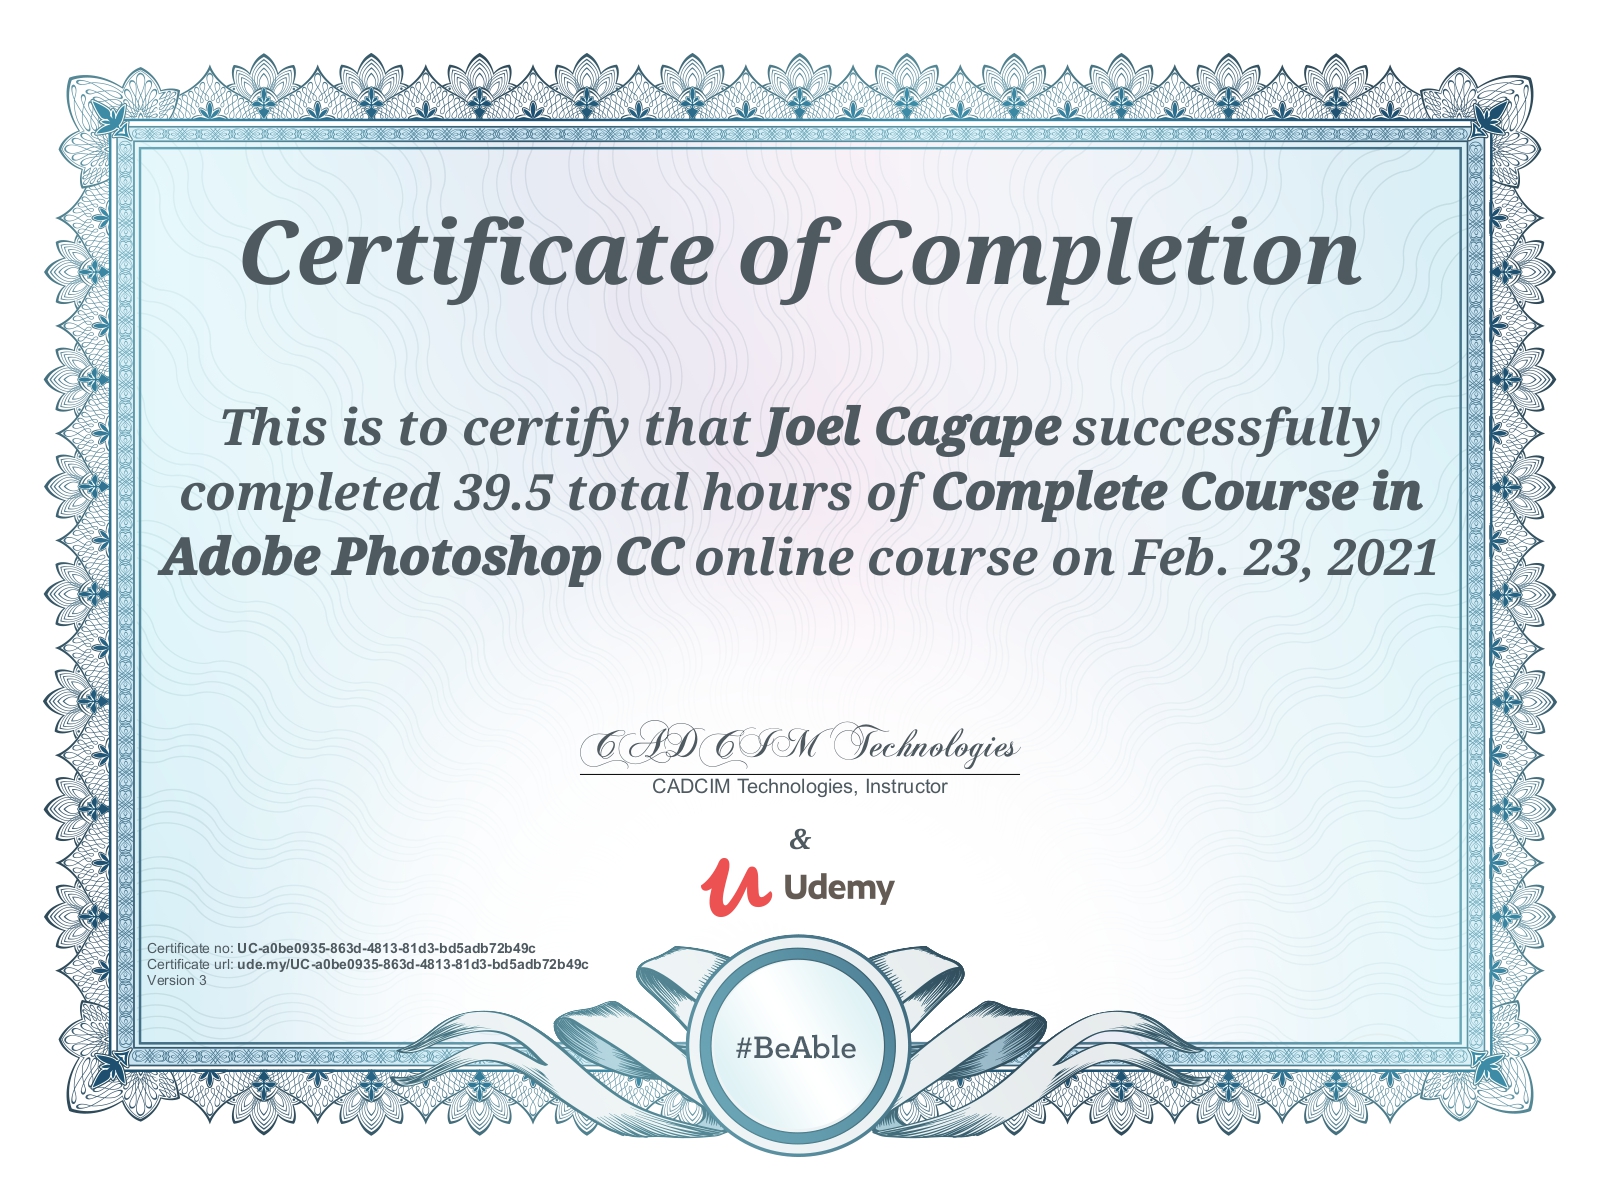 Certificate of Completion
This is to certify that Joel Cagape successfully
completed 39.5 total hours of Complete Course in
Adobe Photoshop CC online course on Feb. 23, 2021
CADCIM Technologies
CADCIM Technologies, Instructor
&
Udemy
Certificate no: UC-a0be0935-863d-4813-81d3-bd5adb72b49c
Certificate url: ude.my/UC-a0be0935-863d-4813-81d3-bd5adb72b49c
Version 3
#BeAble